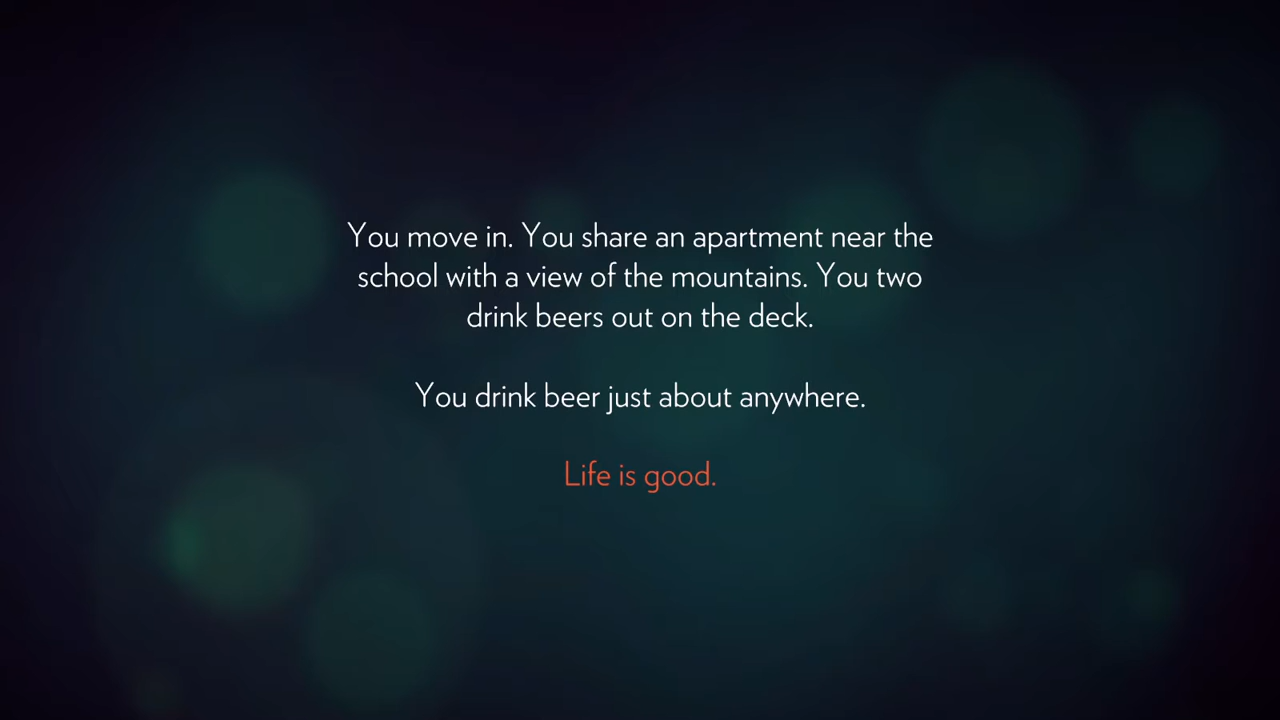 You move in. You share an apartment near the
school with a view of the mountains. You two
drink beers out on the deck.
You drink beer just about anywhere.
Life is good.